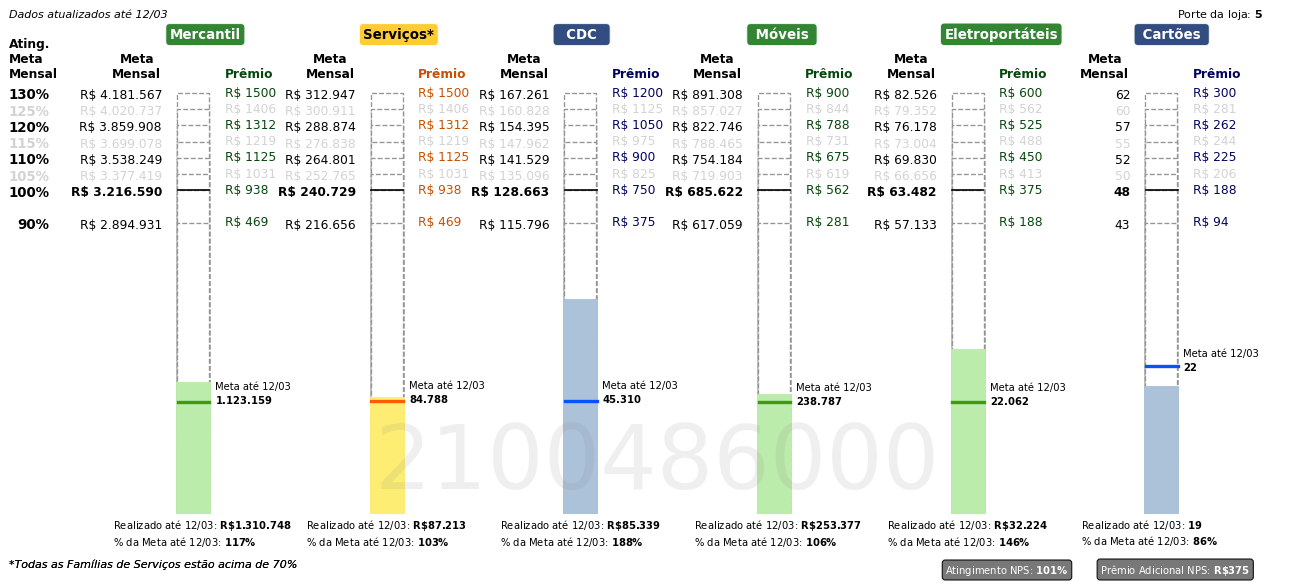 Dados atualizados até 12/03 Porte da loja: 5
Mercantil Serviços* CDC Móveis Eletroportáteis Cartões
Ating.
Meta Meta Meta Meta Meta Meta Meta
Mensal Mensal Prêmio Mensal Prêmio Mensal Prêmio Mensal Prêmio Mensal Prêmio Mensal Prêmio
130% R$ 4.181.567 R$ 1500 R$ 312.947 R$ 1500 R$ 167.261 R$ 1200 R$ 891.308 R$ 900 R$ 82.526 R$ 600 62 R$ 300
125% R$ 4.020.737 R$ 1406 R$ 300.911 R$ 1406 R$ 160.828 R$ 1125 R$ 857.027 R$ 844 R$ 79.352 R$ 562 60 R$ 281
120% R$ 3.859.908 R$ 1312 R$ 288.874 R$ 1312 R$ 154.395 R$ 1050 R$ 822.746 R$ 788 R$ 76.178 R$ 525 57 R$ 262
115% R$ 3.699.078 R$ 1219 R$ 276.838 R$ 1219 R$ 147.962 R$ 975 R$ 788.465 R$ 731 R$ 73.004 R$ 488 55 R$ 244
110% R$ 3.538.249 R$ 1125 R$ 264.801 R$ 1125 R$ 141.529 R$ 900 R$ 754.184 R$ 675 R$ 69.830 R$ 450 52 R$ 225
105% R$ 3.377.419 R$ 1031 R$ 252.765 R$ 1031 R$ 135.096 R$ 825 R$ 719.903 R$ 619 R$ 66.656 R$ 413 50 R$ 206
100% R$ 3.216.590 R$ 938 R$ 240.729 R$ 938 R$ 128.663 R$ 750 R$ 685.622 R$ 562 R$ 63.482 R$ 375 48 R$ 188
90% R$ 2.894.931 R$ 469 R$ 216.656 R$ 469 R$ 115.796 R$ 375 R$ 617.059 R$ 281 R$ 57.133 R$ 188 43 R$ 94
Meta até 12/03
22
Meta até 12/03 Meta até 12/03 Meta até 12/03 Meta até 12/03 Meta até 12/03
1.123.159 84.788 45.310 238.787 22.062
2100486000
Realizado até 12/03: R$1.310.748 Realizado até 12/03: R$87.213 Realizado até 12/03: R$85.339 Realizado até 12/03: R$253.377 Realizado até 12/03: R$32.224 Realizado até 12/03: 19
% da Meta até 12/03: 117% % da Meta até 12/03: 103% % da Meta até 12/03: 188% % da Meta até 12/03: 106% % da Meta até 12/03: 146% % da Meta até 12/03: 86%
*Todas as Famílias de Serviços estão acima de 70% Atingimento NPS: 101% Prêmio Adicional NPS: R$375